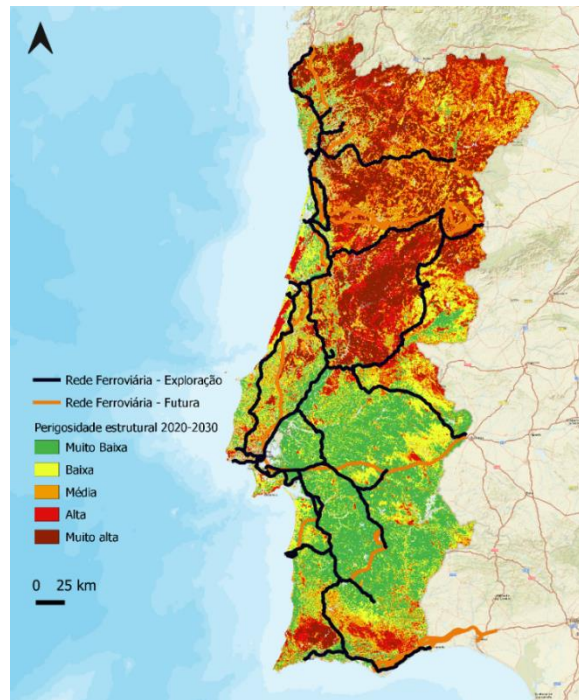 Rede Ferroviária - Exploração
Rede Ferroviária - Futura
Perigosidade estrutural 2020-2030
Muito Baixa
Baixa
Média
Alta
Muito alta
0 25 km